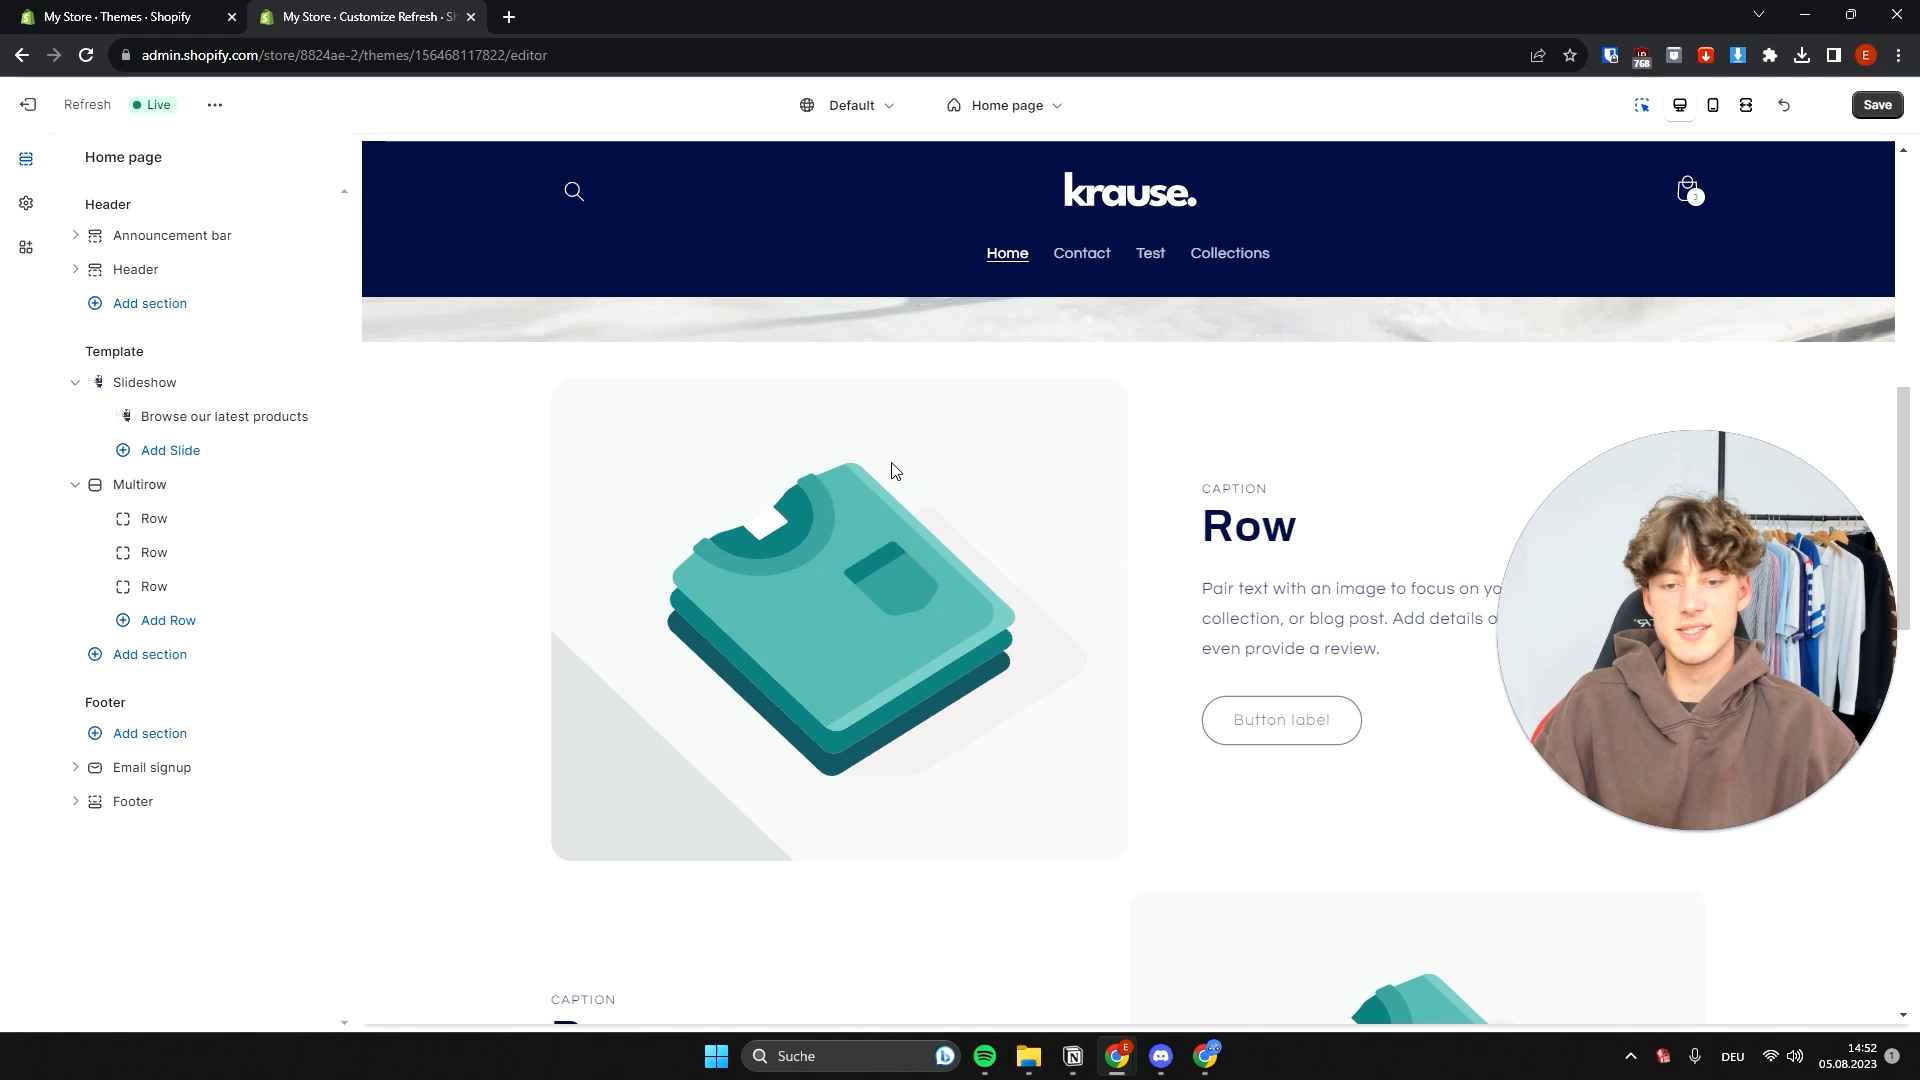 My Store · Themes · Shopify
My Store · Customize Refresh · Sh
admin.shopify.com/store/8824ae-2/themes/156468117822/editor
768
E
Refresh
Live
Default
Home page
Save
Home page
Header
Announcement bar
Header
Add section
Template
Slideshow
Browse our latest products
Add Slide
Multirow
Row
Row
Row
Add Row
Add section
Footer
Add section
Email signup
Footer
krause.
3
Home
Contact
Test
Collections
CAPTION
Row
Pair text with an image to focus on yo
collection, or blog post. Add details o
even provide a review.
Button label
CAPTION
Suche
E
DEU
14:52
05.08.2023
1